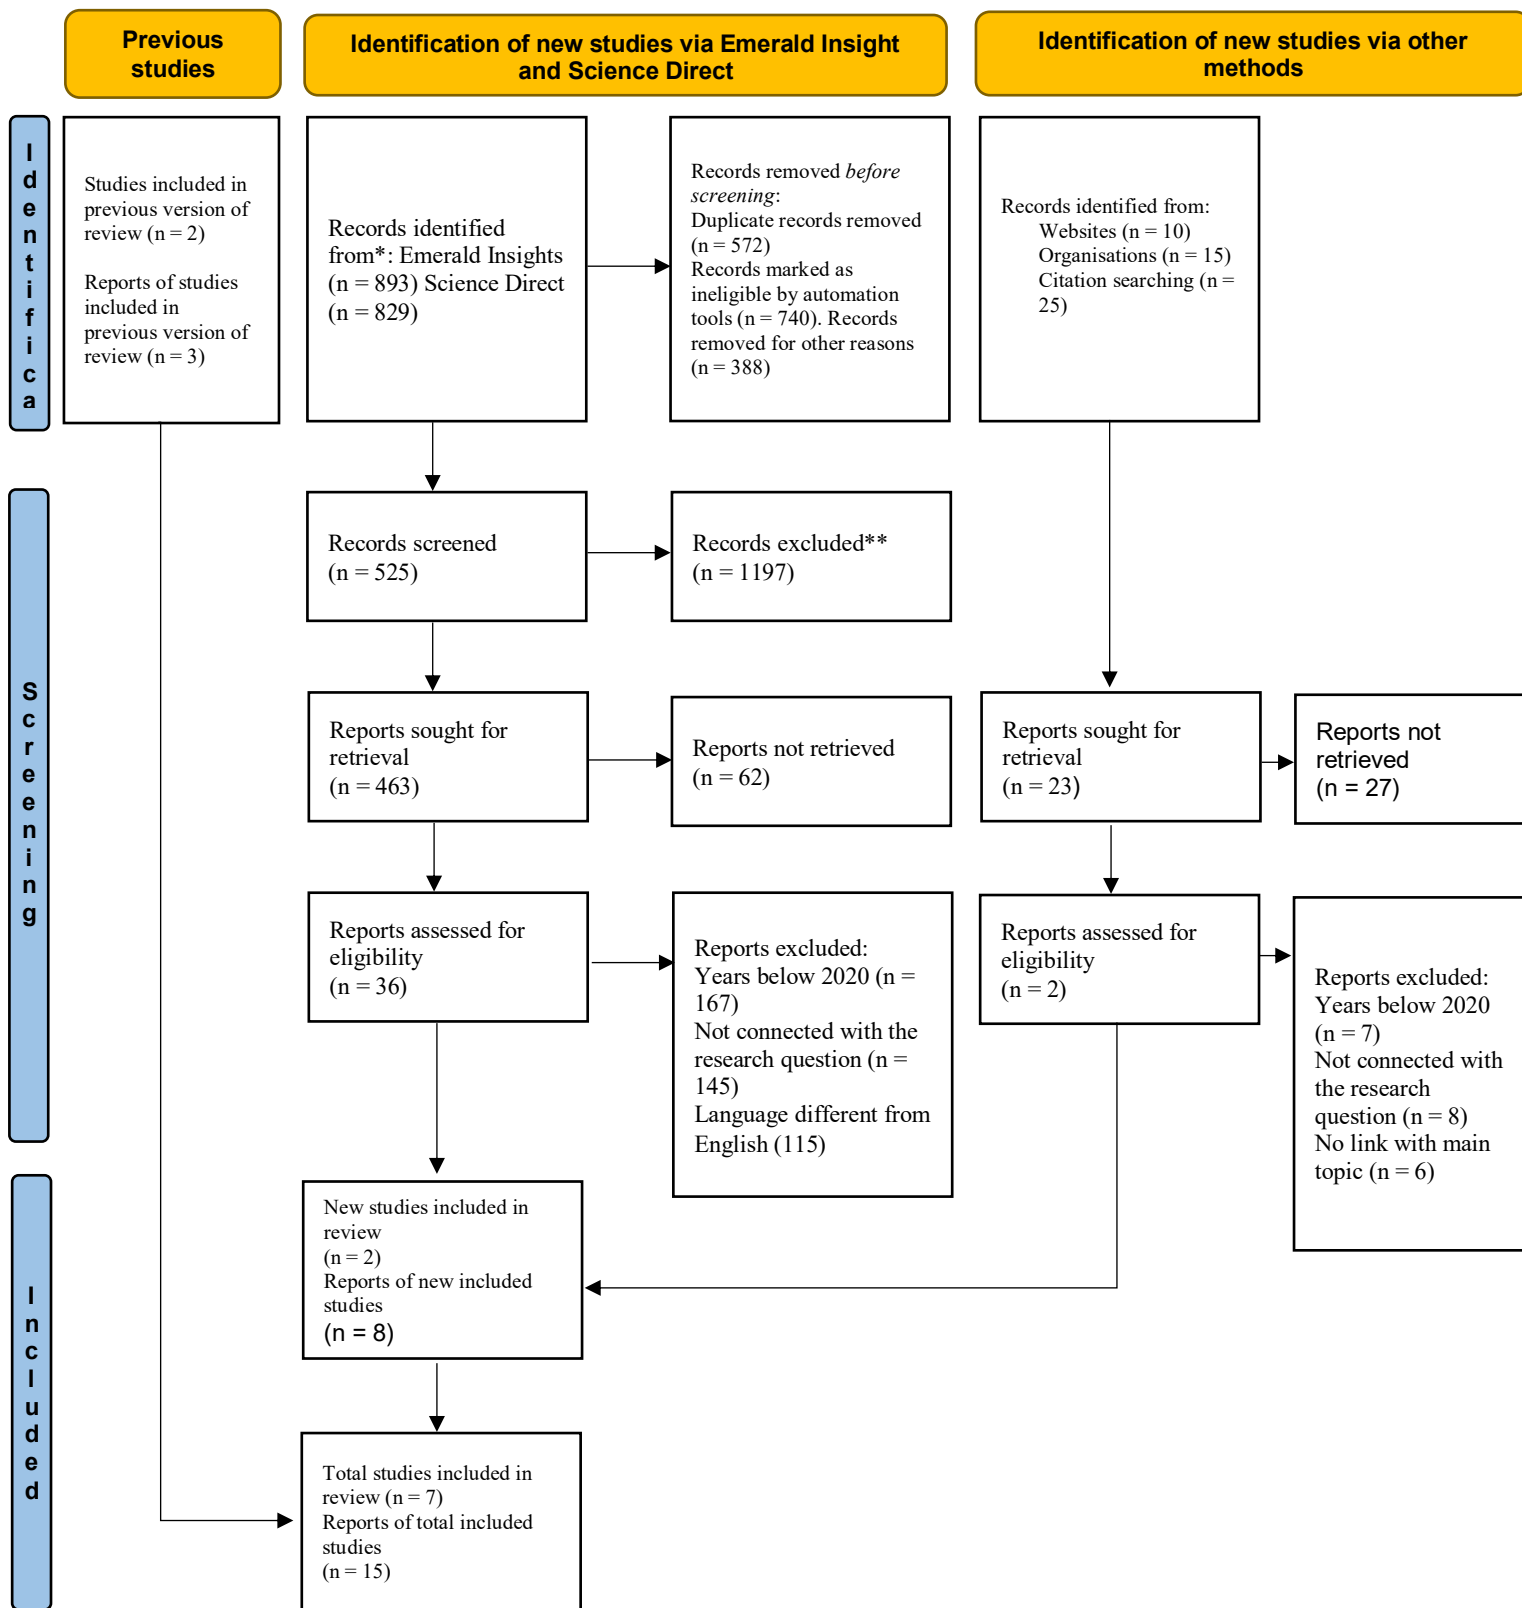 Previous
studies
Identification of new studies via Emerald Insight
and Science Direct
Identification of new studies via other
methods
I
d
e
n
t
i
f
i
c
a
Studies included in
previous version of
review (n = 2)
Reports of studies
included in
previous version of
review (n = 3)
Records identified
from*: Emerald Insights
(n = 893) Science Direct
(n = 829)
Records removed before
screening:
Duplicate records removed
(n = 572)
Records marked as
ineligible by automation
tools (n = 740). Records
removed for other reasons
(n = 388)
Records identified from:
Websites (n = 10)
Organisations (n = 15)
Citation searching (n =
25)
S
c
r
e
e
n
i
n
g
Records screened
(n = 525)
Records excluded**
(n = 1197)
Reports sought for
retrieval
(n = 463)
Reports not retrieved
(n = 62)
Reports sought for
retrieval
(n = 23)
Reports not
retrieved
(n = 27)
Reports assessed for
eligibility
(n = 36)
Reports excluded:
Years below 2020 (n =
167)
Not connected with the
research question (n =
145)
Language different from
English (115)
Reports assessed for
eligibility
(n = 2)
Reports excluded:
Years below 2020
(n = 7)
Not connected with
the research
question (n = 8)
No link with main
topic (n = 6)
I
n
c
l
u
d
e
d
New studies included in
review
(n = 2)
Reports of new included
studies
(n = 8)
Total studies included in
review (n = 7)
Reports of total included
studies
(n = 15)